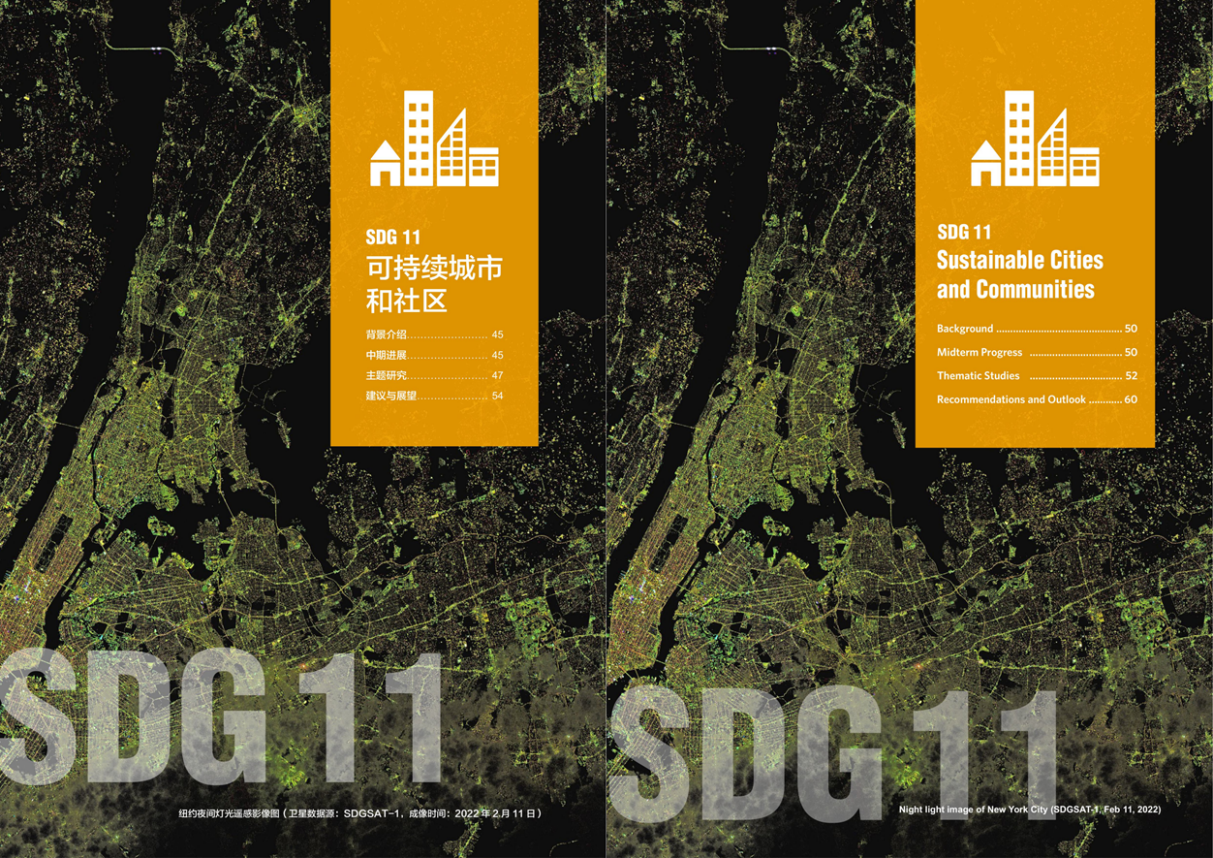 SDG 11
可持续城市
和社区
背景介绍........................ 45
中期进展........................ 45
主题研究........................ 47
建议与展望..................... 54
SDG 11
纽约夜间灯光遥感影像图（卫星数据源：SDGSAT-1，成像时间：2022 年 2 月 11 日）
SDG 11
Sustainable Cities
and Communities
Background ........................................ 50
Midterm Progress .............................. 50
Thematic Studies .............................. 52
Recommendations and Outlook ............ 60
SDG 11
Night light image of New York City (SDGSAT-1, Feb 11, 2022)